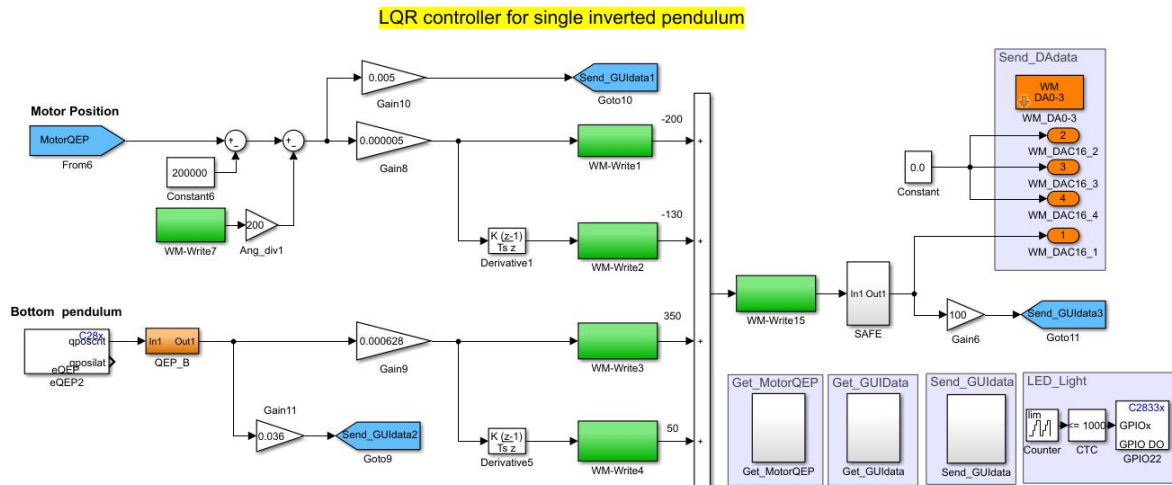 LQR controller for single inverted pendulum
Send_DAdata
WM
DA0-3
WM_DA0-3
2
WM_DAC16_2
3
WM_DAC16_3
4
WM_DAC16_4
1
WM_DAC16_1
0.0
Constant
0.005
Gain10
Send_GUIdata1
Goto10
Motor Position
MotorQEP
From6
+
-
+
-
200000
Constant6
WM-Write7
200
Ang_div1
0.000005
Gain8
-200
WM-Write1
+
K (z-1)
Ts z
Derivative1
-130
WM-Write2
+
WM-Write15
In1 Out1
SAFE
100
Gain6
Send_GUIdata3
Goto11
Bottom pendulum
C28x
qposcnt
qposilat
eQEP
eQEP2
In1 Out1
QEP_B
0.000628
Gain9
350
WM-Write3
+
Gain11
0.036
Send_GUIdata2
Goto9
K (z-1)
Ts z
Derivative5
50
WM-Write4
+
Get_MotorQEP
Get_MotorQEP
Get_GUIData
Get_GUIdata
Send_GUIdata
Send_GUIdata
LED_Light
lim
Counter
<= 1000
CTC
C2833x
GPIOx
GPIO DO
GPIO22